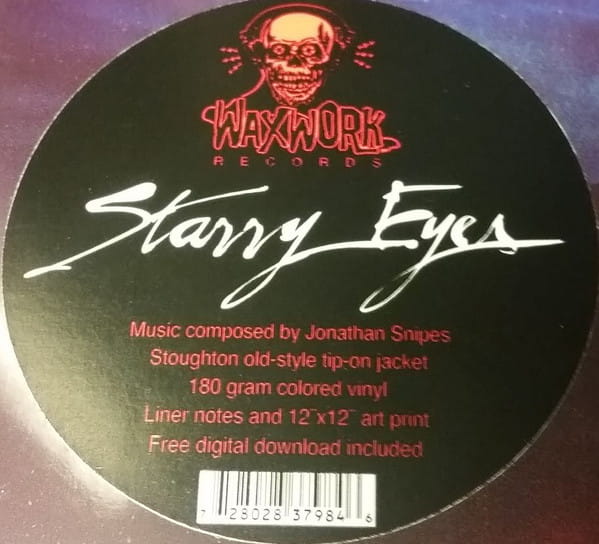 WAXWORK
RECORDS
Starry Eyes
Music composed by Jonathan Snipes
Stoughton old-style tip-on jacket
180 gram colored vinyl
Liner notes and 12"x12" art print
Free digital download included
7 28028 37984 6